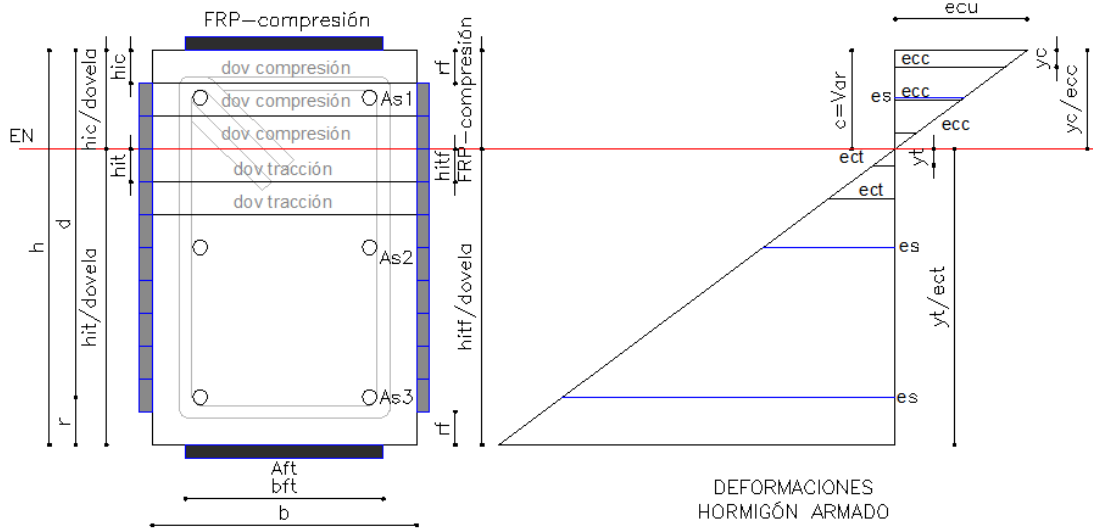 FRP-compresión
ecu
hic
rf
hic/dovela
dov compresión
dov compresión
As1
dov compresión
FRP-compresión
c=Var
ecc
es
ecc
ecc
yc
yc/ecc
EN
hit
dov tracción
dov tracción
hitf
ect
ect
yt
h
d
hit/dovela
As2
hitf/dovela
es
yt/ect
r
As3
rf
es
Aft
bft
b
DEFORMACIONES
HORMIGÓN ARMADO